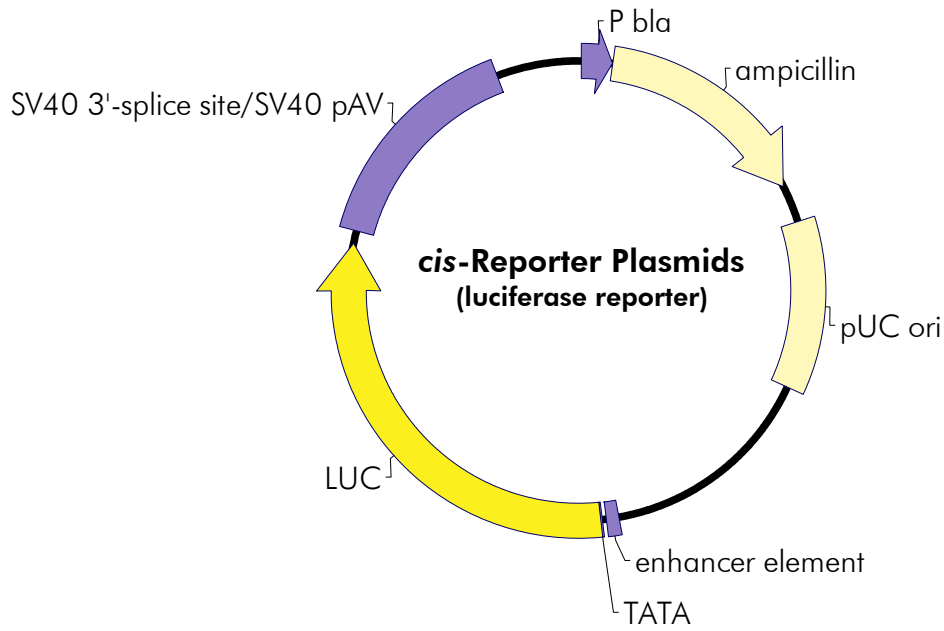 P bla
ampicillin
SV40 3'-splice site/SV40 pAV
cis-Reporter Plasmids
(luciferase reporter)
pUC ori
LUC
enhancer element
TATA